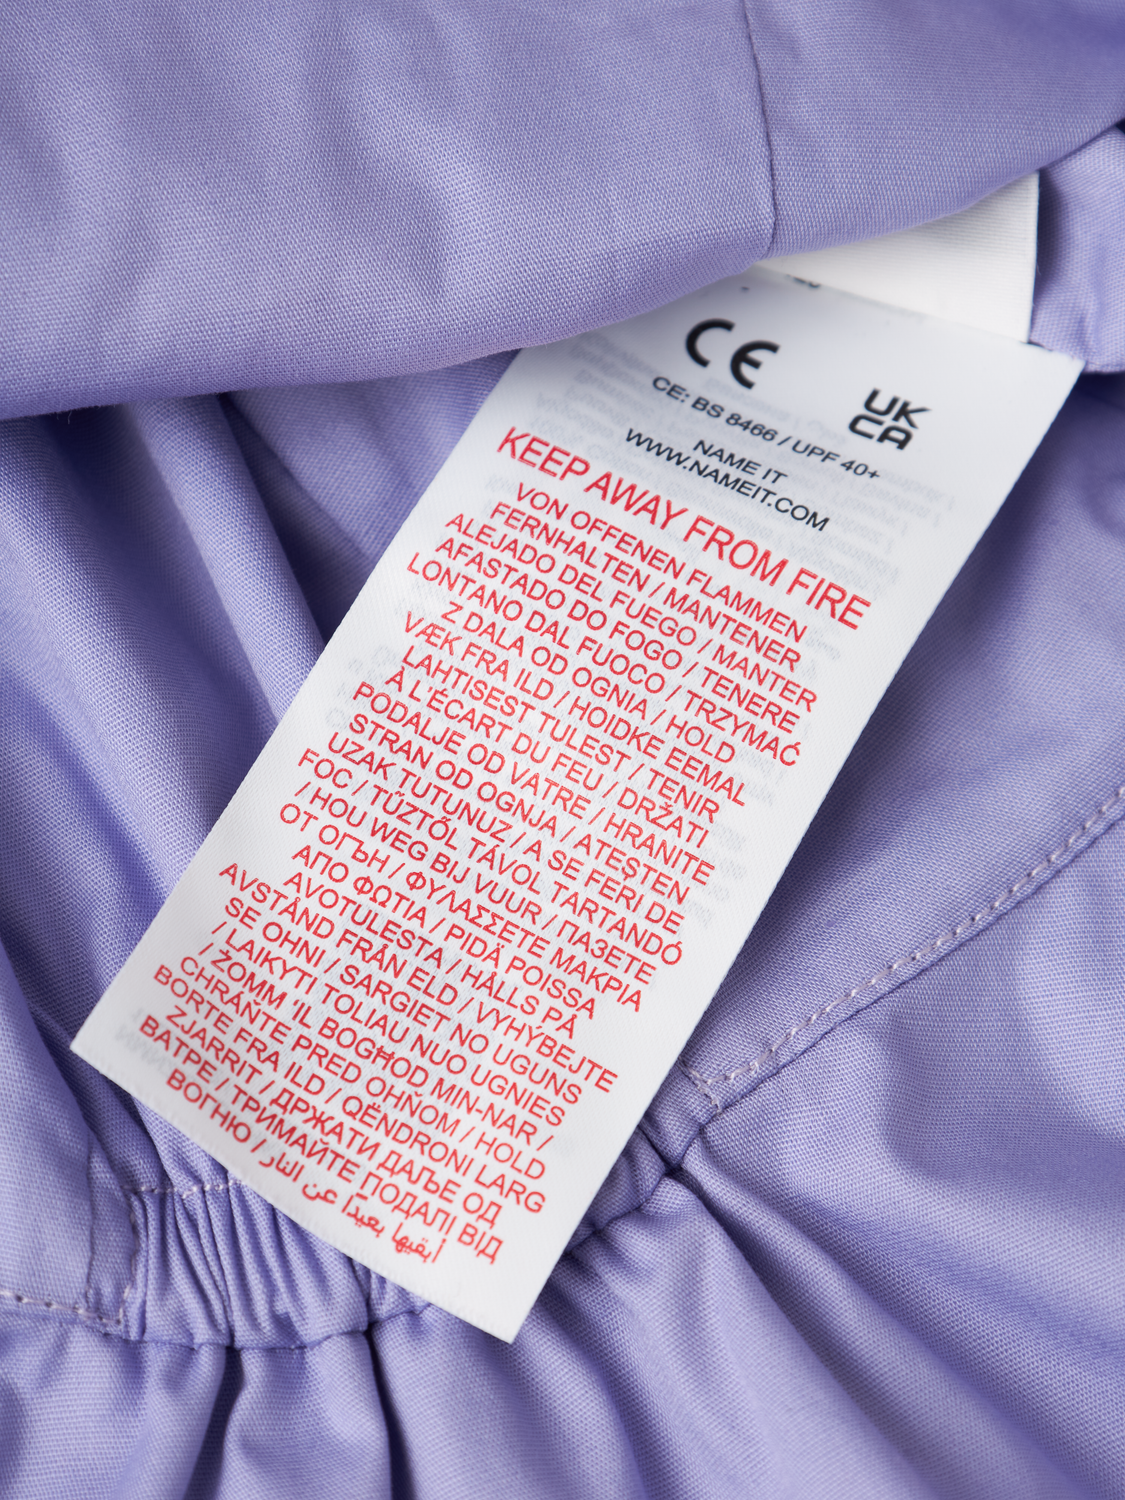 CE
UK
CA
CE: BS 8466 / UPF 40+
NAME IT
WWW.NAMEIT.COM
KEEP AWAY FROM FIRE
VON OFFENEN FLAMMEN
FERNHALTEN / MANTENER
ALEJADO DEL FUEGO / MANTER
AFASTADO DO FOGO / TENERE
LONTANO DAL FUOCO / TRZYMAĆ
Z DALA OD OGNIA / HOLD
VÆK FRA ILD / HOIDKE EEMAL
LAHTISEST TULEST / TENIR
À L'ÉCART DU FEU / DRŽATI
PODALJE OD VATRE / HRANITE
STRAN OD OGNJA / ATEŞTEN
UZAK TUTUNUZ / A SE FERI DE
FOC / TŰZTŐL TÁVOL TARTANDÓ
/ HOU WEG BIJ VUUR / ПАЗЕТЕ
ОТ ОГЪН / ΦΥΛΑΣΣΕΤΕ ΜΑΚΡΙΑ
ΑΠΟ ΦΩΤΙΑ / PIDÄ POISSA
AVOTULESTA / HÅLLS PÅ
AVSTÅND FRÅN ELD / VYHÝBEJTE
SE OHNI / SARGIET NO UGUNS
/ LAIKYTI TOLIAU NUO UGNIES
/ ŻOMM 'IL BOGĦOD MIN-NAR /
CHRÁNTE PRED OHŇOM / HOLD
BORTE FRA ILD / QËNDRONI LARG
ZJARRIT / ДРЖАТИ ДАЉЕ ОД
ВАТРЕ / ТРИМАЙТЕ ПОДАЛІ ВІД
ВОГНЮ / أبقيها بعيدًا عن النار